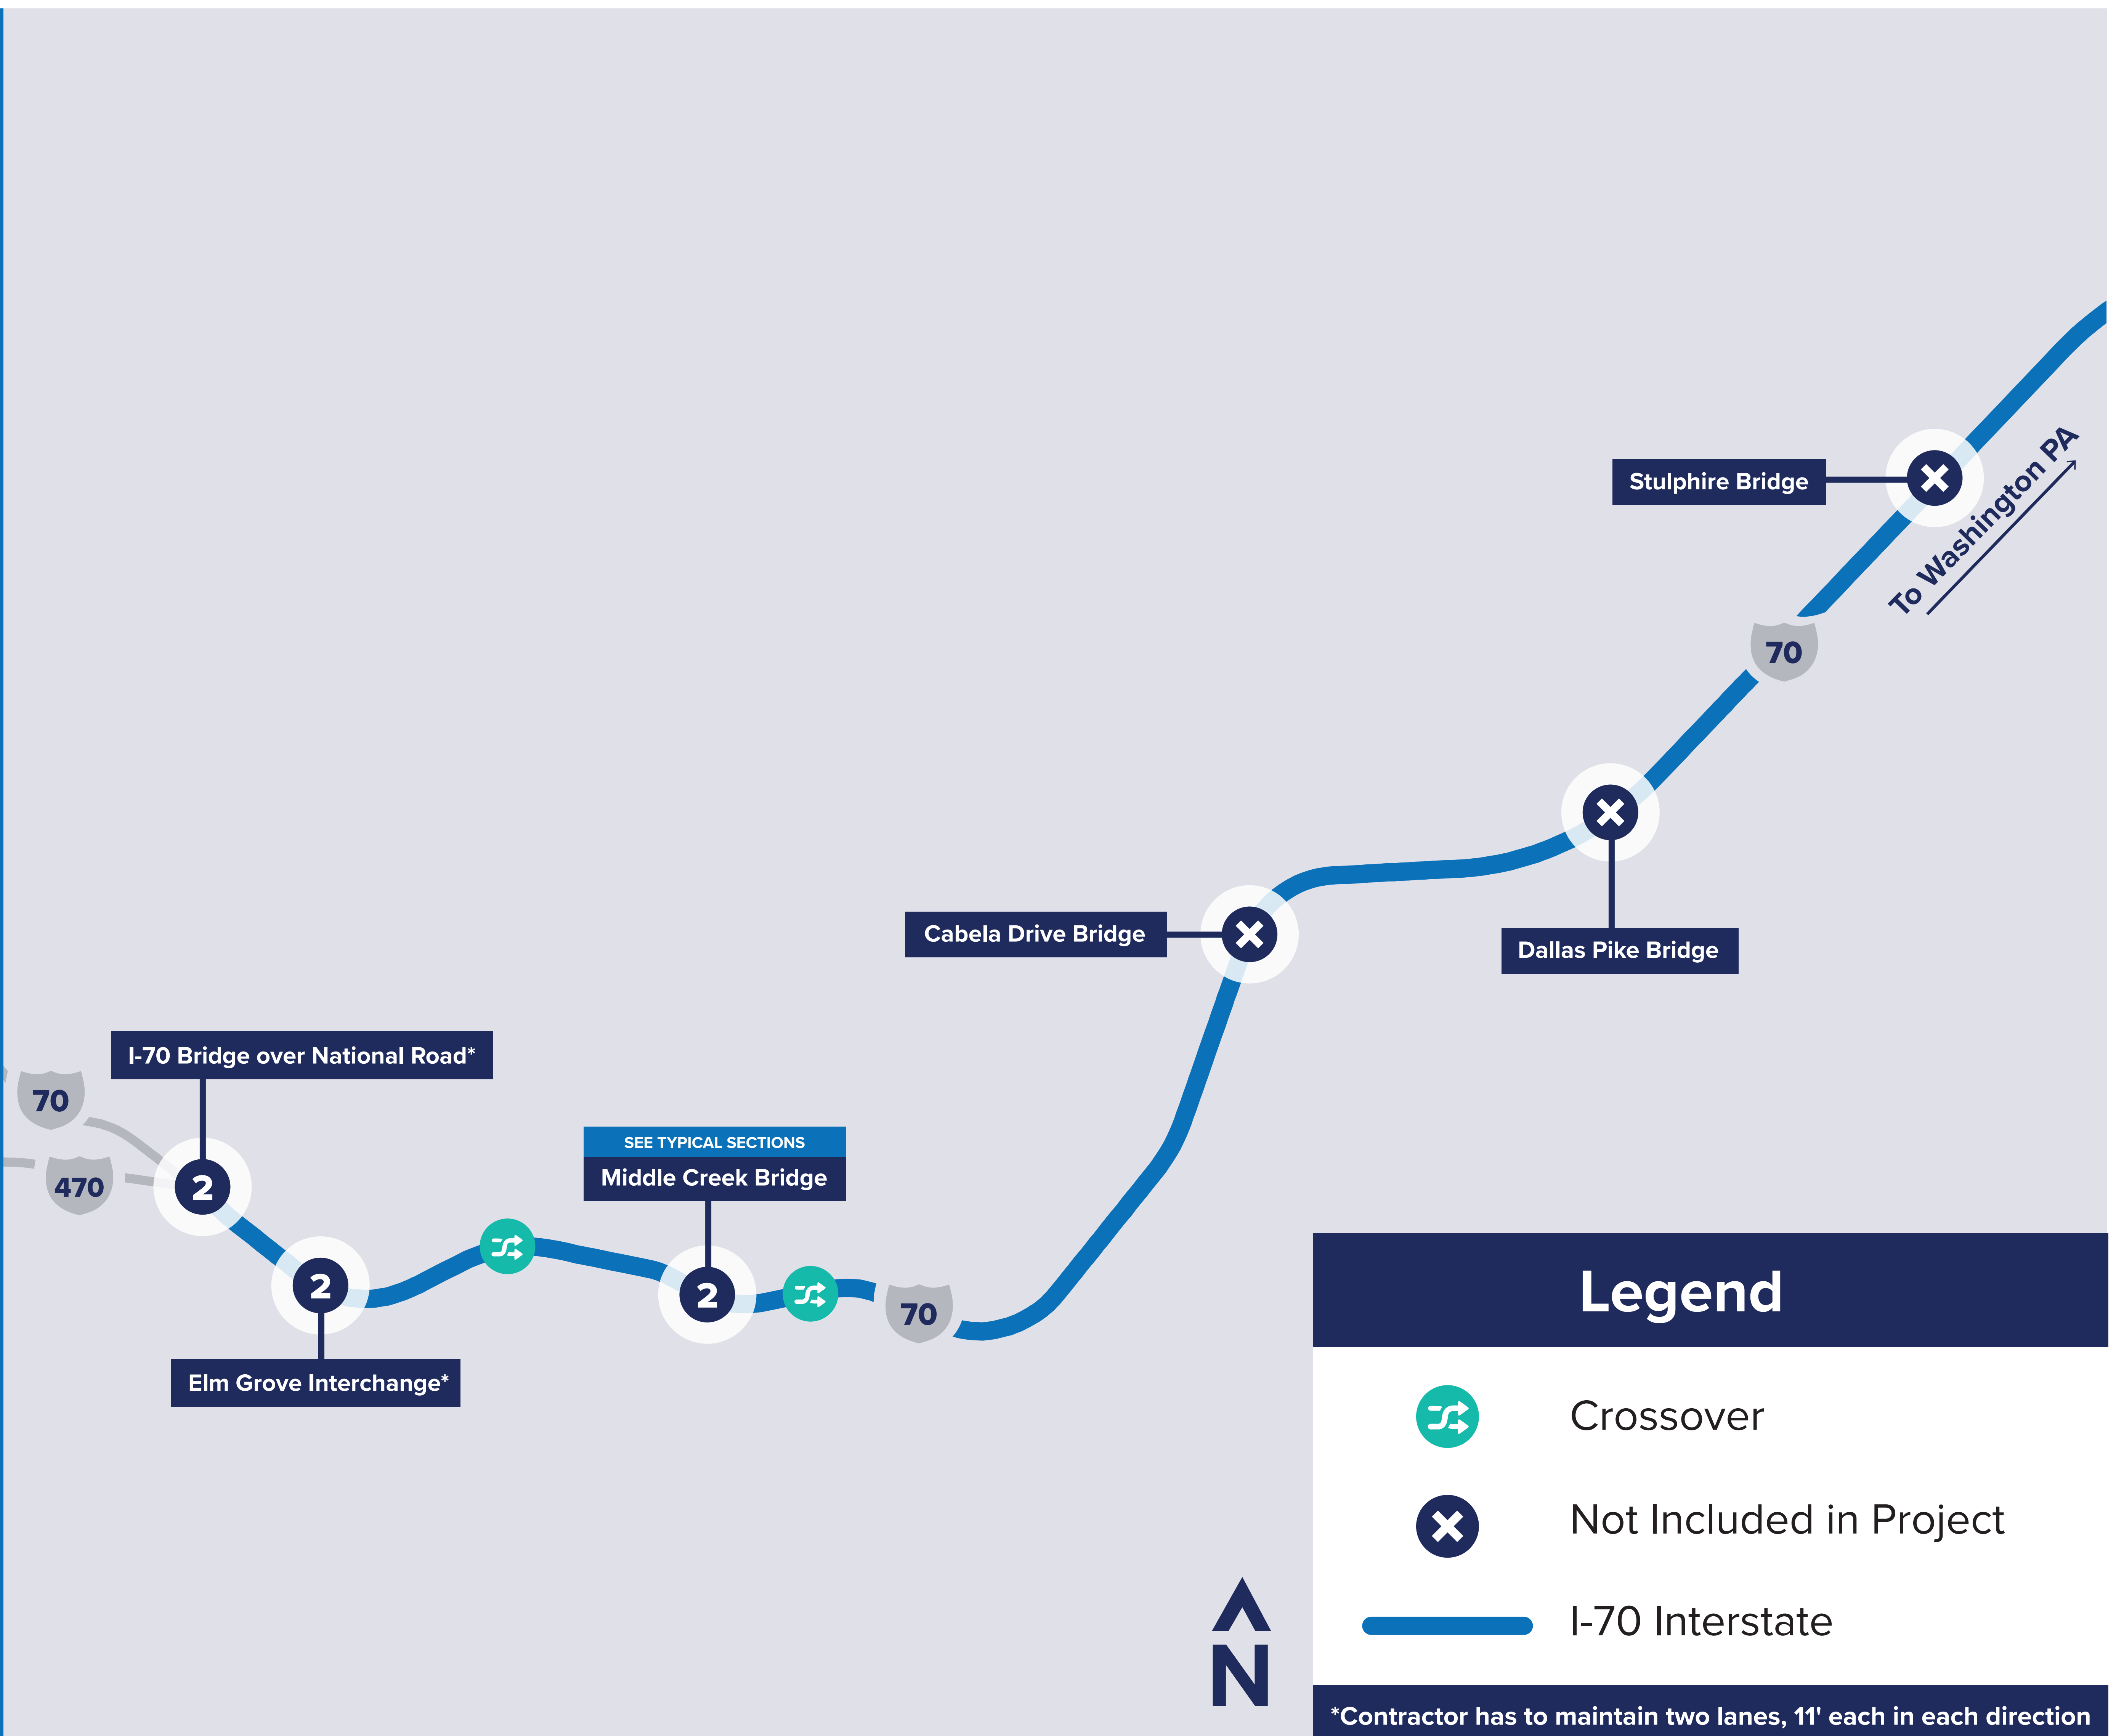 Stulphire Bridge
To Washington PA
70
Cabela Drive Bridge
Dallas Pike Bridge
I-70 Bridge over National Road*
70
470
2
2
Elm Grove Interchange*
SEE TYPICAL SECTIONS
Middle Creek Bridge
2
70
Legend
Crossover
Not Included in Project
I-70 Interstate
N
*Contractor has to maintain two lanes, 11' each in each direction